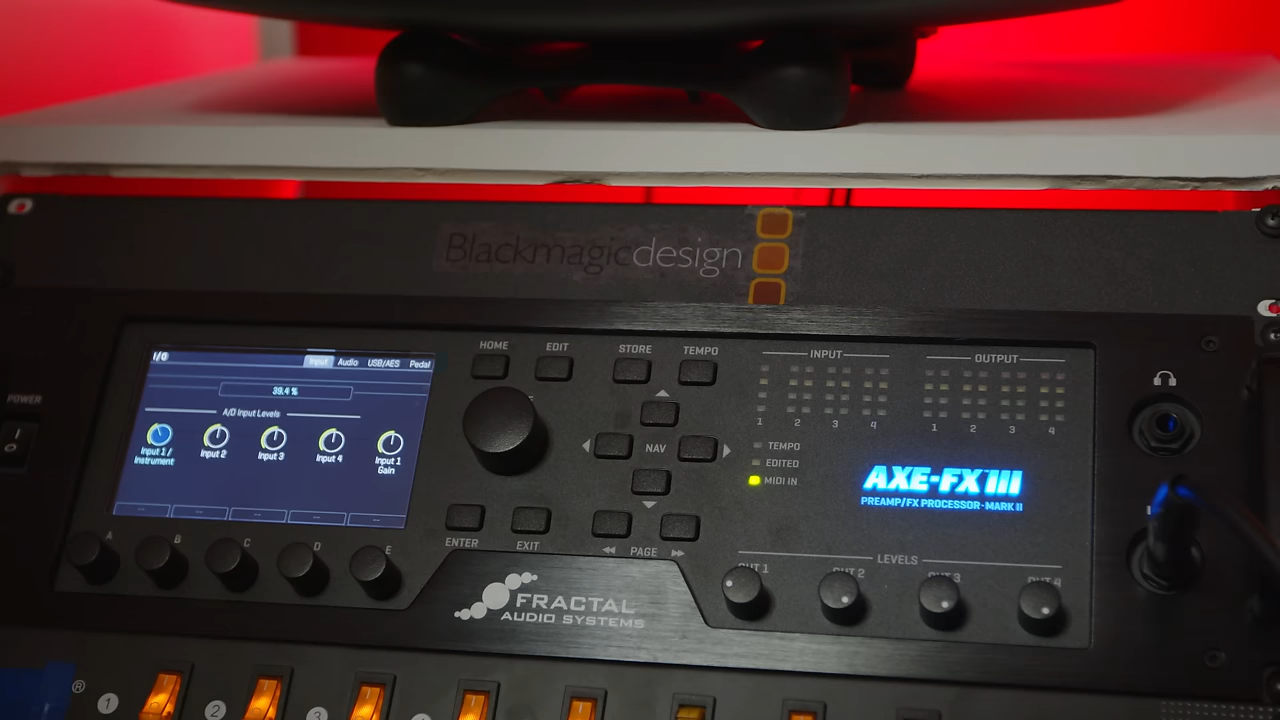 Blackmagicdesign
POWER
I/O
Input Audio USB/AES Pedal
39.4 %
A/D Input Levels
Input 1 / Instrument
Input 2
Input 3
Input 4
Input 1 Gain
A B C D E
HOME EDIT STORE TEMPO
NAV
ENTER EXIT PAGE
INPUT OUTPUT
1 2 3 4 1 2 3 4
TEMPO
EDITED
MIDI IN
AXE-FX III
PREAMP/FX PROCESSOR-MARK II
LEVELS
OUT 1 OUT 2 OUT 3 OUT 4
FRACTAL
AUDIO SYSTEMS
® 1 2 3